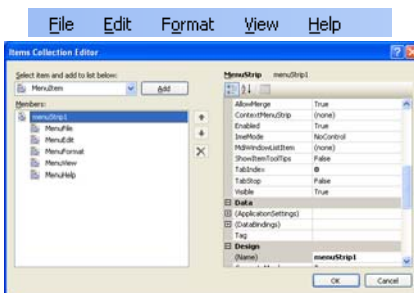 File Edit Format View Help
Items Collection Editor
Select item and add to list below:
MenuItem Add
Members:
menuStrip1
MenuFile
MenuEdit
MenuFormat
MenuView
MenuHelp
MenuStrip menuStrip1
AllowMerge True
ContextMenuStrip (none)
Enabled True
ImeMode NoControl
MdiWindowListItem (none)
ShowItemToolTips False
TabIndex 0
TabStop False
Visible True
Data
(ApplicationSettings)
(DataBindings)
Tag
Design
(Name) menuStrip1
OK Cancel